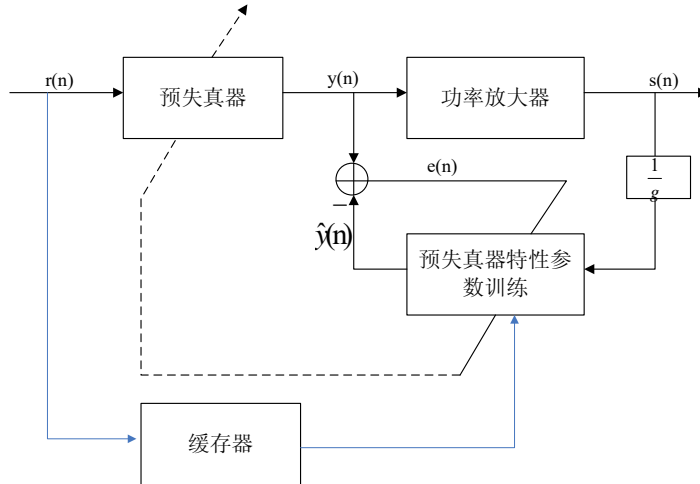 r(n)
预失真器
y(n)
功率放大器
s(n)
e(n)
1
g
−
ŷ(n)
预失真器特性参
数训练
缓存器